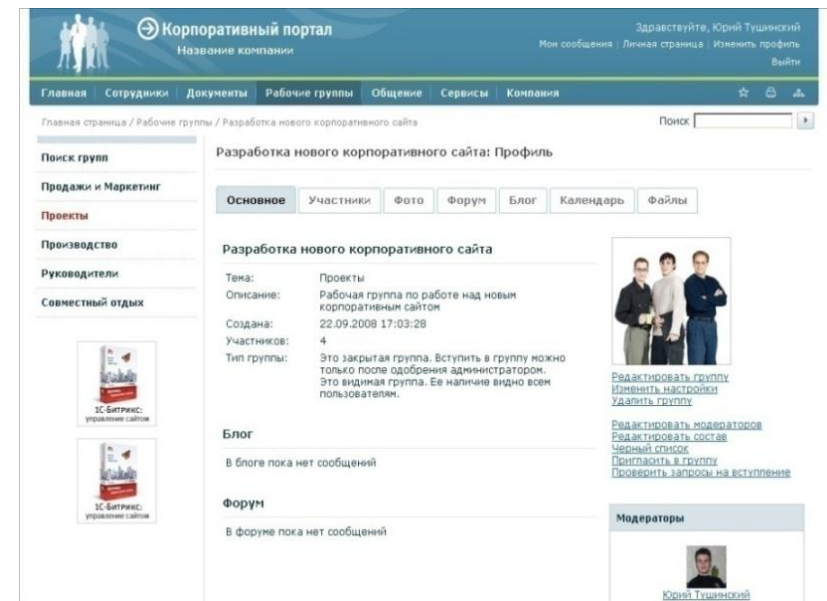 Корпоративный портал
Название компании
Здравствуйте, Юрий Тушинский
Мои сообщения | Личная страница | Изменить профиль
Выйти
Главная Сотрудники Документы Рабочие группы Общение Сервисы Компания
Главная страница / Рабочие группы / Разработка нового корпоративного сайта
Поиск
Поиск групп
Продажи и Маркетинг
Проекты
Производство
Руководители
Совместный отдых
1С-БИТРИКС:
управление сайтом
1С-БИТРИКС:
управление сайтом
Разработка нового корпоративного сайта: Профиль
Основное Участники Фото Форум Блог Календарь Файлы
Разработка нового корпоративного сайта
Тема: Проекты
Описание: Рабочая группа по работе над новым
корпоративным сайтом
Создана: 22.09.2008 17:03:28
Участников: 4
Тип группы: Это закрытая группа. Вступить в группу можно
только после одобрения администратором.
Это видимая группа. Ее наличие видно всем
пользователям.
Блог
В блоге пока нет сообщений
Форум
В форуме пока нет сообщений
Редактировать группу
Изменить настройки
Удалить группу
Редактировать модераторов
Редактировать состав
Черный список
Пригласить в группу
Проверить запросы на вступление
Модераторы
Юрий Тушинский